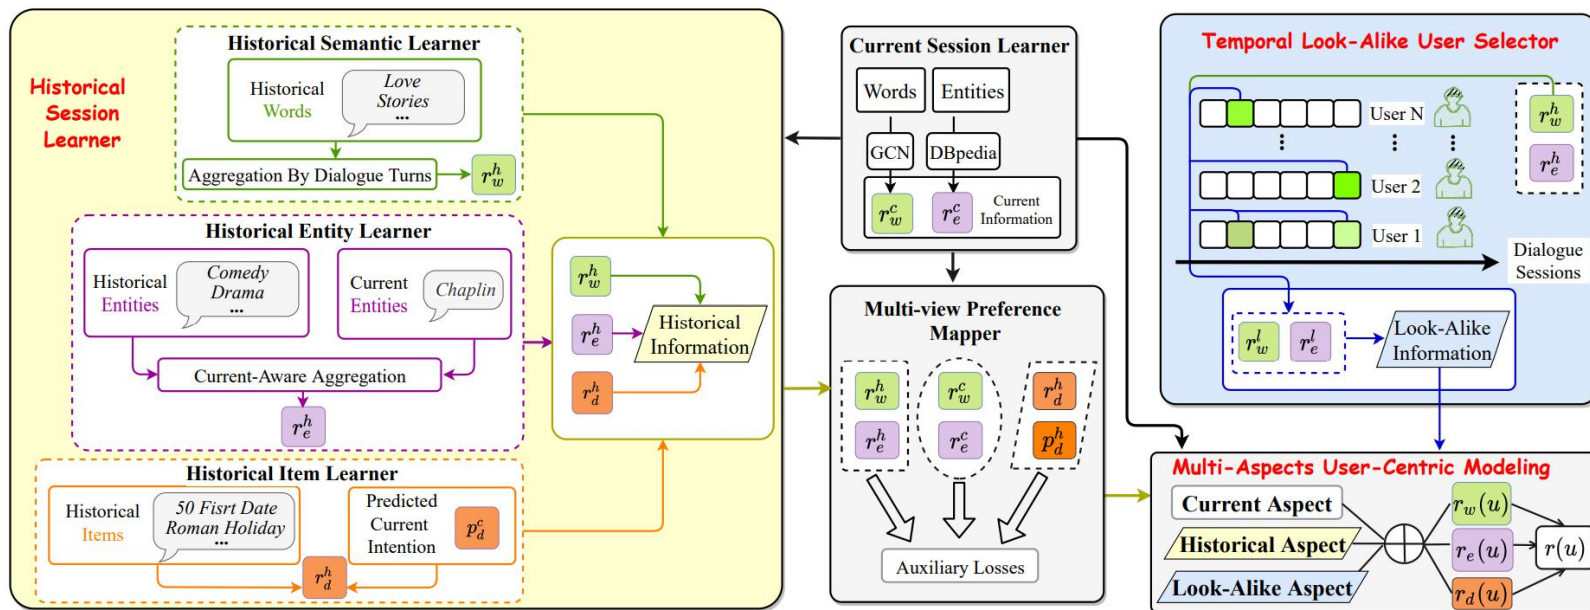 Historical
Session
Learner
Historical Semantic Learner
Historical
Words
Love
Stories
...
Aggregation By Dialogue Turns
r_w^h
Historical Entity Learner
Historical
Entities
Comedy
Drama
...
Current
Entities
Chaplin
Current-Aware Aggregation
r_e^h
Historical Item Learner
Historical
Items
50 Fisrt Date
Roman Holiday
...
Predicted
Current
Intention
p_d^c
r_d^h
r_w^h
r_e^h
r_d^h
Historical
Information
Current Session Learner
Words
Entities
GCN
DBpedia
r_w^c
r_e^c
Current
Information
Multi-view Preference
Mapper
r_w^h
r_w^c
r_d^h
r_e^h
r_e^c
p_d^h
Auxiliary Losses
Temporal Look-Alike User Selector
User N
...
User 2
User 1
r_w^h
r_e^h
Dialogue
Sessions
r_w^l
r_e^l
Look-Alike
Information
Multi-Aspects User-Centric Modeling
Current Aspect
Historical Aspect
Look-Alike Aspect
r_w(u)
r_e(u)
r_d(u)
r(u)